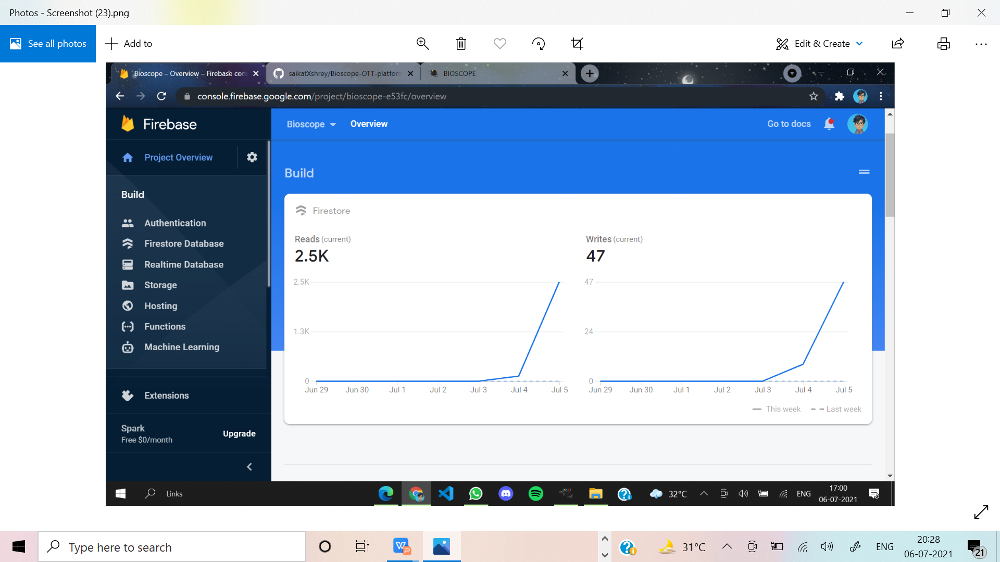 Photos - Screenshot (23).png
See all photos
Add to
Edit & Create
Bioscope – Overview – Firebase con
saikatXshrey/Bioscope-OTT-platform
BIOSCOPE
console.firebase.google.com/project/bioscope-e53fc/overview
Firebase
Bioscope
Overview
Go to docs
Project Overview
Build
Authentication
Firestore Database
Realtime Database
Storage
Hosting
Functions
Machine Learning
Extensions
Spark
Free $0/month
Upgrade
Build
Firestore
Reads (current)
2.5K
2.5K
1.3K
0
Jun 29 Jun 30 Jul 1 Jul 2 Jul 3 Jul 4 Jul 5
Writes (current)
47
47
24
0
Jun 29 Jun 30 Jul 1 Jul 2 Jul 3 Jul 4 Jul 5
This week Last week
Links
32°C
ENG
17:00
06-07-2021
Type here to search
31°C
ENG
20:28
06-07-2021
21